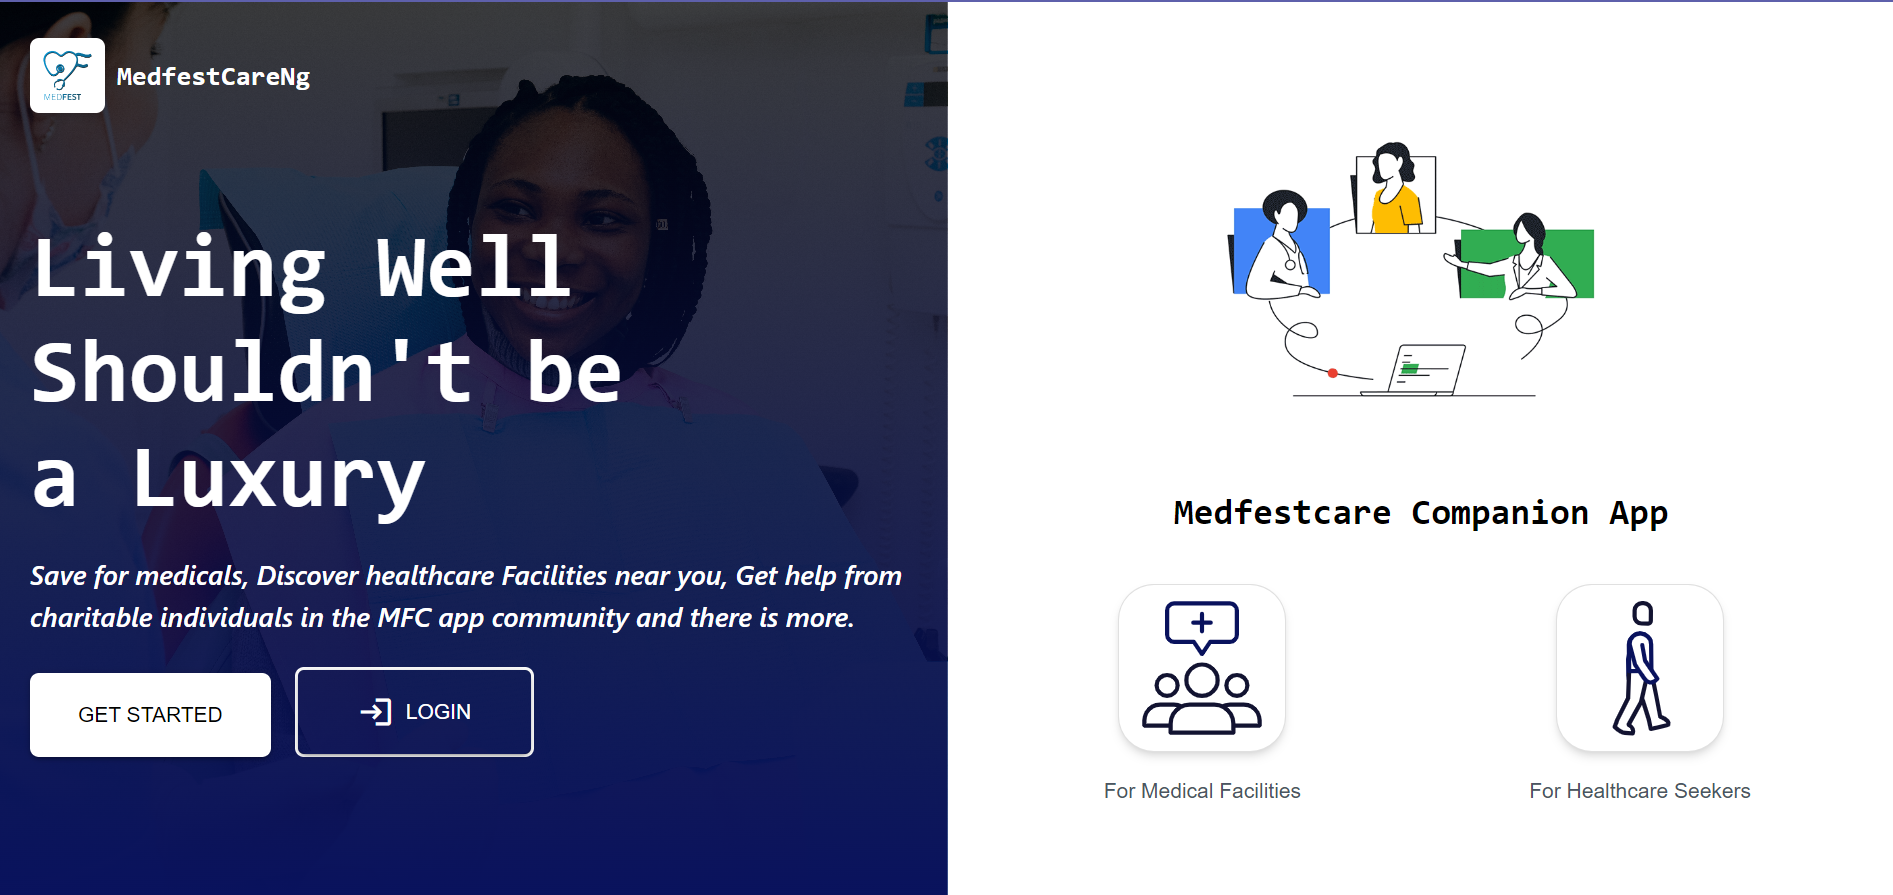 MEDFEST
MedfestCareNg
Living Well
Shouldn't be
a Luxury
Save for medicals, Discover healthcare Facilities near you, Get help from
charitable individuals in the MFC app community and there is more.
GET STARTED
LOGIN
Medfestcare Companion App
For Medical Facilities
For Healthcare Seekers